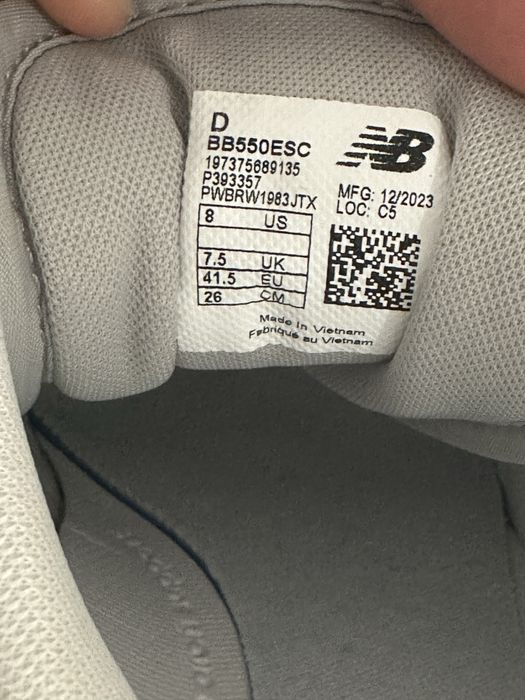 D
BB550ESC
197375689135
P393357
PWBRW1983JTX
NB
MFG: 12/2023
LOC: C5
8 US
7.5 UK
41.5 EU
26 CM
Made in Vietnam
Fabriqué au Vietnam